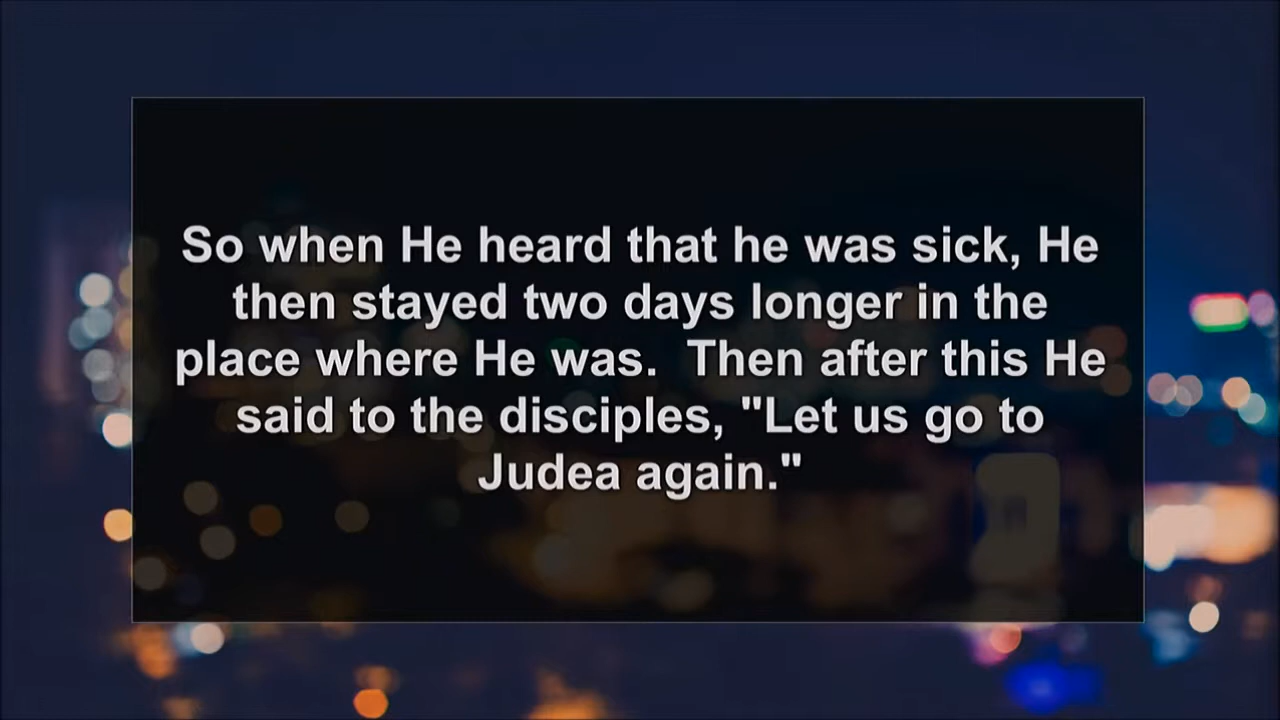 So when He heard that he was sick, He
then stayed two days longer in the
place where He was.  Then after this He
said to the disciples, "Let us go to
Judea again."